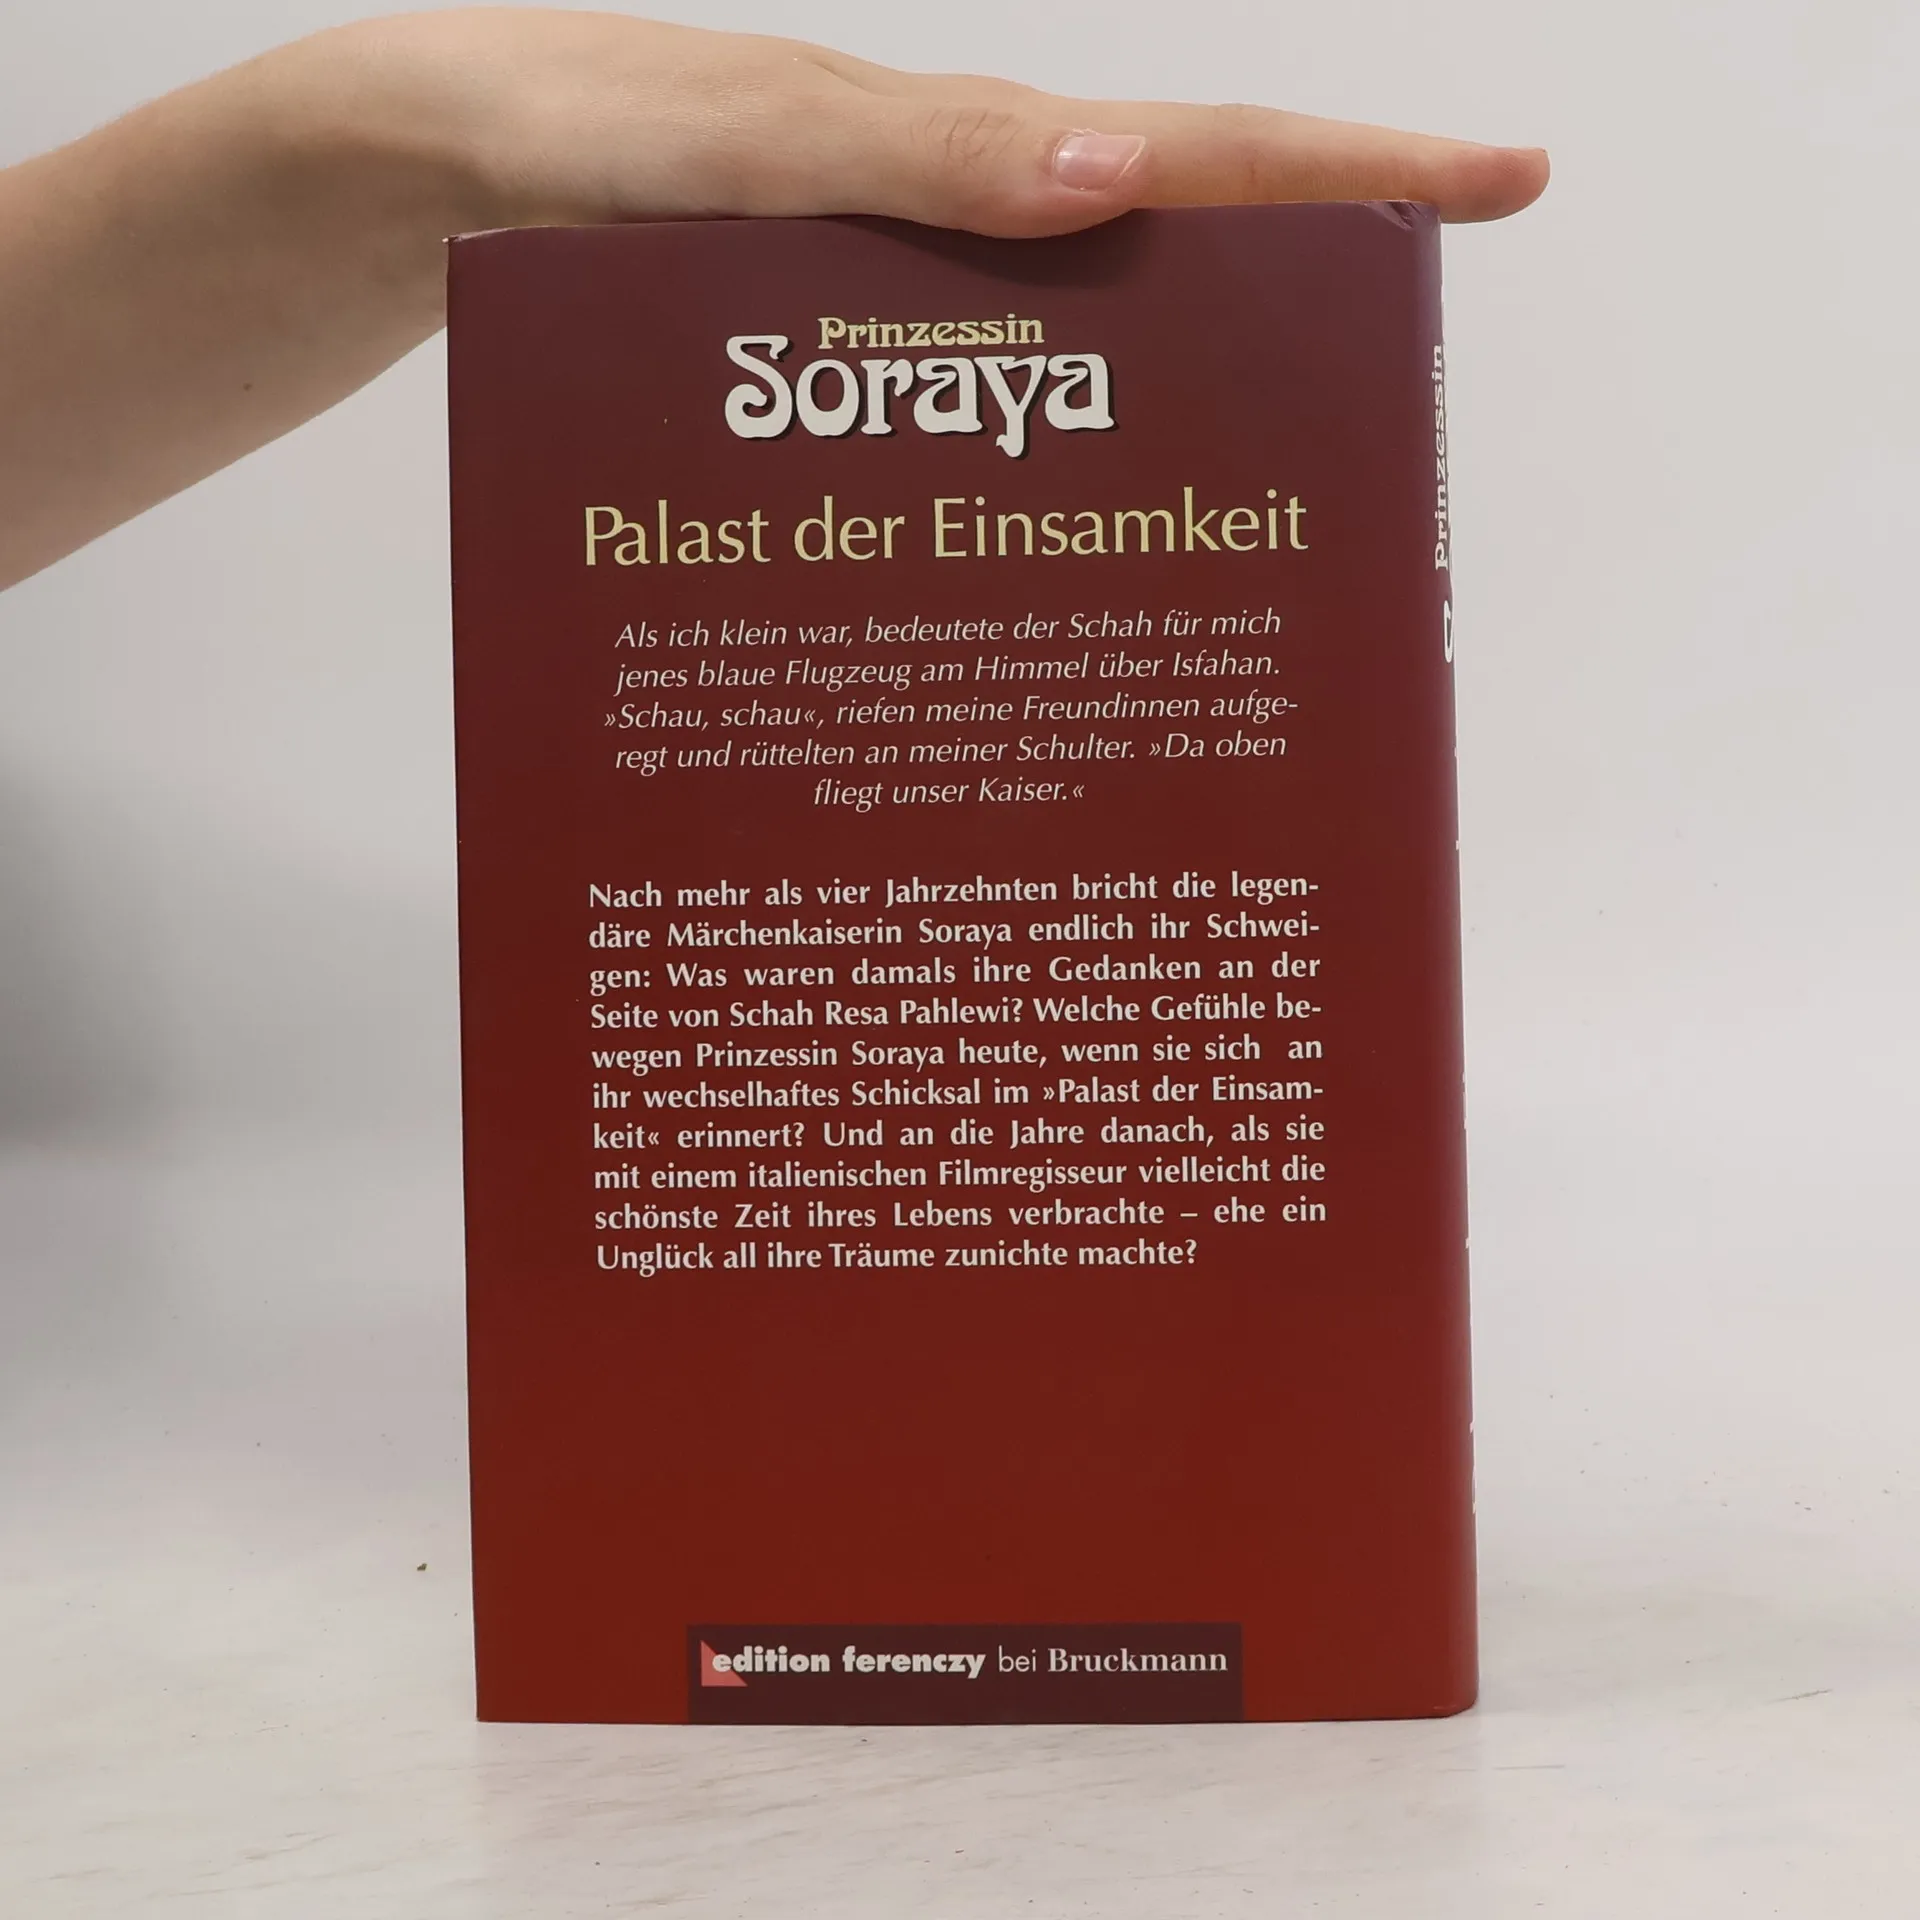 Prinzessin
Soraya
Palast der Einsamkeit
Als ich klein war, bedeutete der Schah für mich
jenes blaue Flugzeug am Himmel über Isfahan.
»Schau, schau«, riefen meine Freundinnen aufge-
regt und rüttelten an meiner Schulter. »Da oben
fliegt unser Kaiser.«
Nach mehr als vier Jahrzehnten bricht die legen-
däre Märchenkaiserin Soraya endlich ihr Schwei-
gen: Was waren damals ihre Gedanken an der
Seite von Schah Resa Pahlewi? Welche Gefühle be-
wegen Prinzessin Soraya heute, wenn sie sich an
ihr wechselhaftes Schicksal im »Palast der Einsam-
keit« erinnert? Und an die Jahre danach, als sie
mit einem italienischen Filmregisseur vielleicht die
schönste Zeit ihres Lebens verbrachte – ehe ein
Unglück all ihre Träume zunichte machte?
edition ferenczy bei Bruckmann
Prinzessin